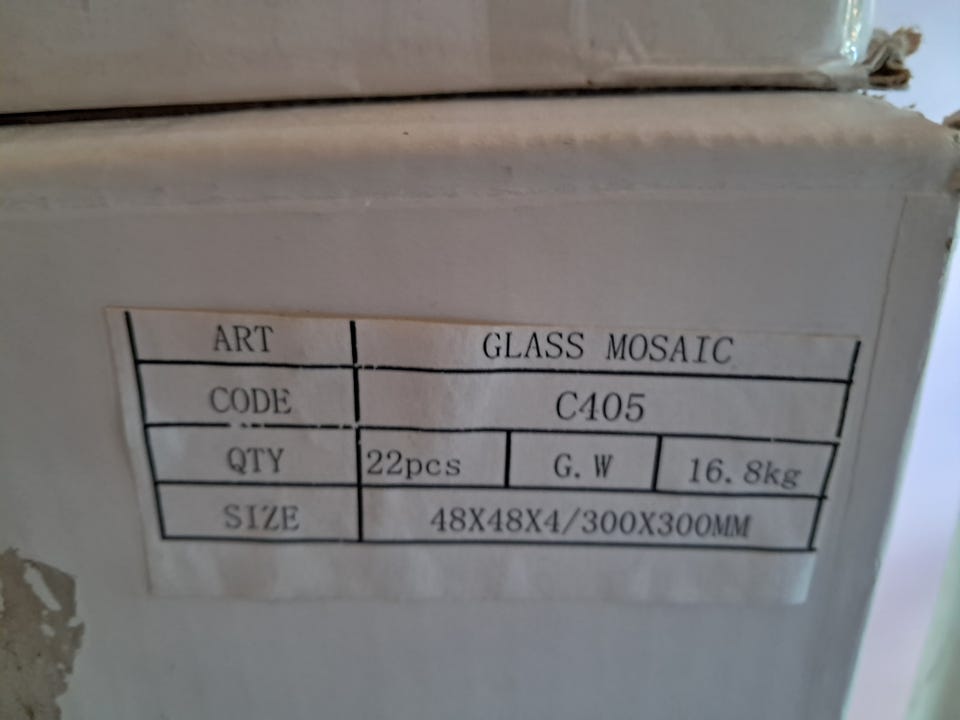 ART GLASS MOSAIC
CODE C405
QTY 22pcs G.W 16.8kg
SIZE 48X48X4/300X300MM